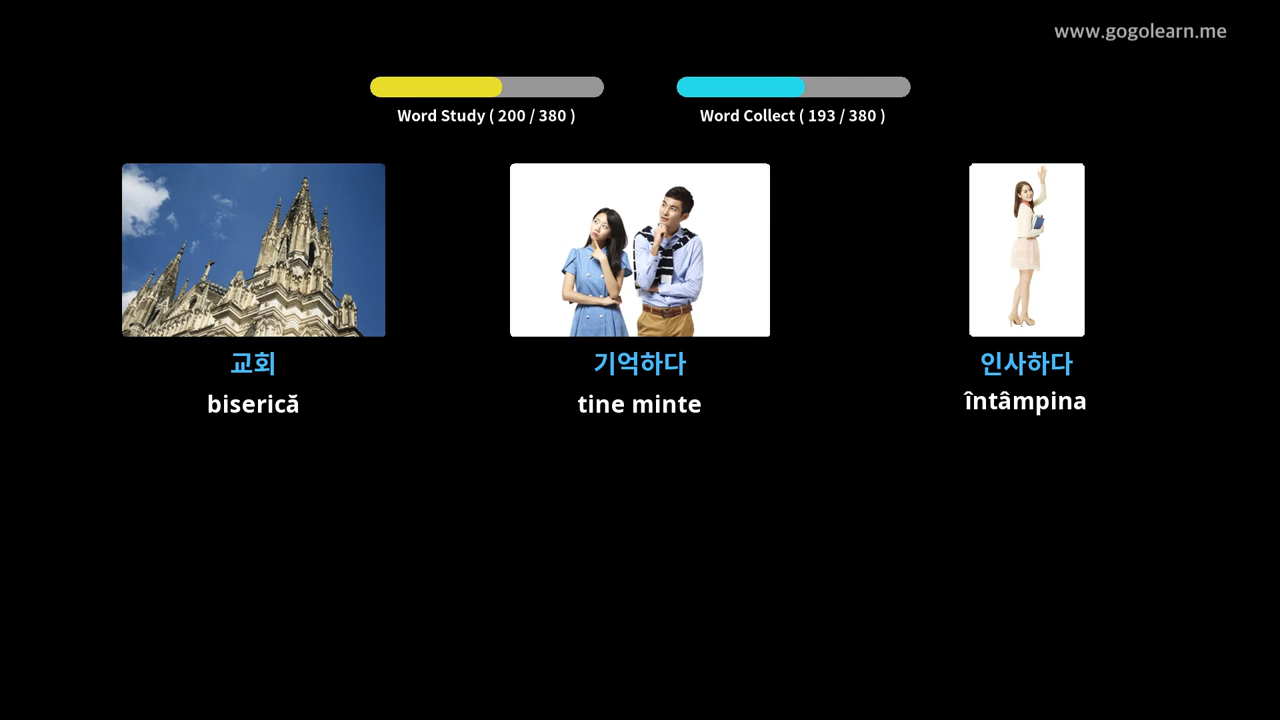 www.gogolearn.me
Word Study ( 200 / 380 )
Word Collect ( 193 / 380 )
교회
기억하다
인사하다
biserică
tine minte
întâmpina